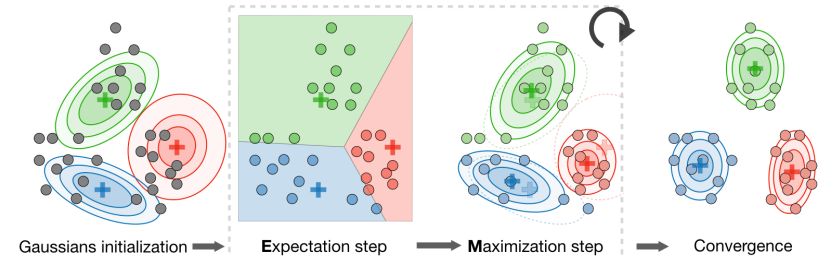 Gaussians initialization
Expectation step
Maximization step
Convergence